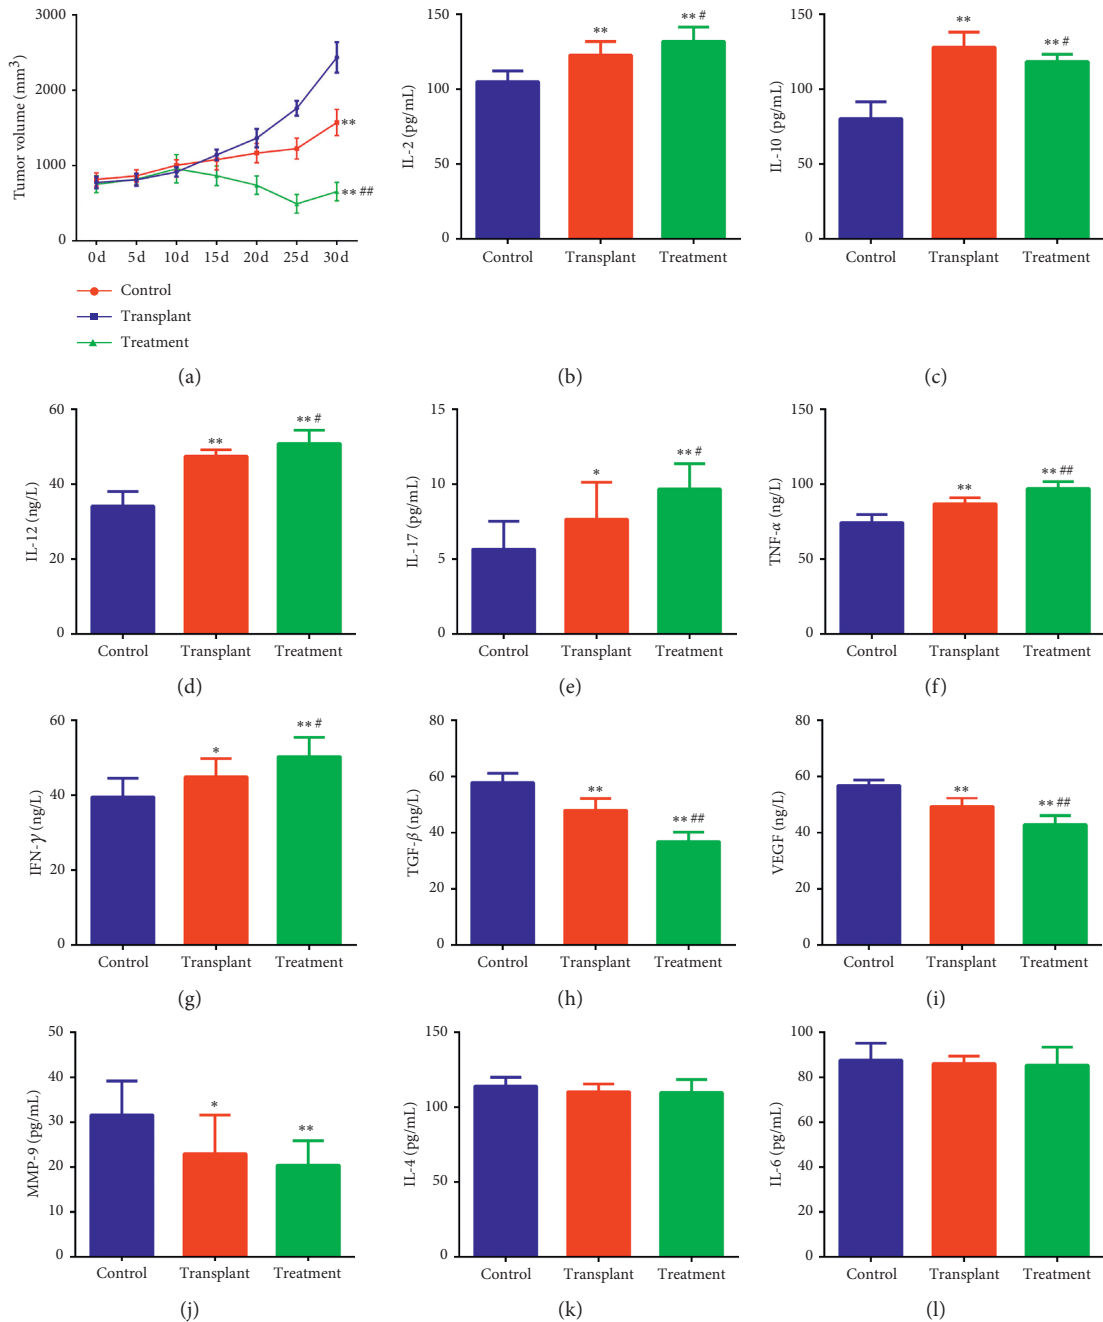 3000
2000
1000
0
Tumor volume (mm³)
**
** ##
0 d 5 d 10 d 15 d 20 d 25 d 30 d
Control
Transplant
Treatment
(a)
150
100
50
0
IL-2 (pg/mL)
**
** #
Control Transplant Treatment
(b)
150
100
50
0
IL-10 (pg/mL)
**
** #
Control Transplant Treatment
(c)
60
40
20
0
IL-12 (ng/L)
**
** #
Control Transplant Treatment
(d)
15
10
5
0
IL-17 (pg/mL)
*
** #
Control Transplant Treatment
(e)
150
100
50
0
TNF-α (ng/L)
**
** ##
Control Transplant Treatment
(f)
60
40
20
0
IFN-γ (ng/L)
*
** #
Control Transplant Treatment
(g)
80
60
40
20
0
TGF-β (ng/L)
**
** ##
Control Transplant Treatment
(h)
80
60
40
20
0
VEGF (ng/L)
**
** ##
Control Transplant Treatment
(i)
50
40
30
20
10
0
MMP-9 (pg/mL)
*
**
Control Transplant Treatment
(j)
150
100
50
0
IL-4 (pg/mL)
Control Transplant Treatment
(k)
100
80
60
40
20
0
IL-6 (pg/mL)
Control Transplant Treatment
(l)